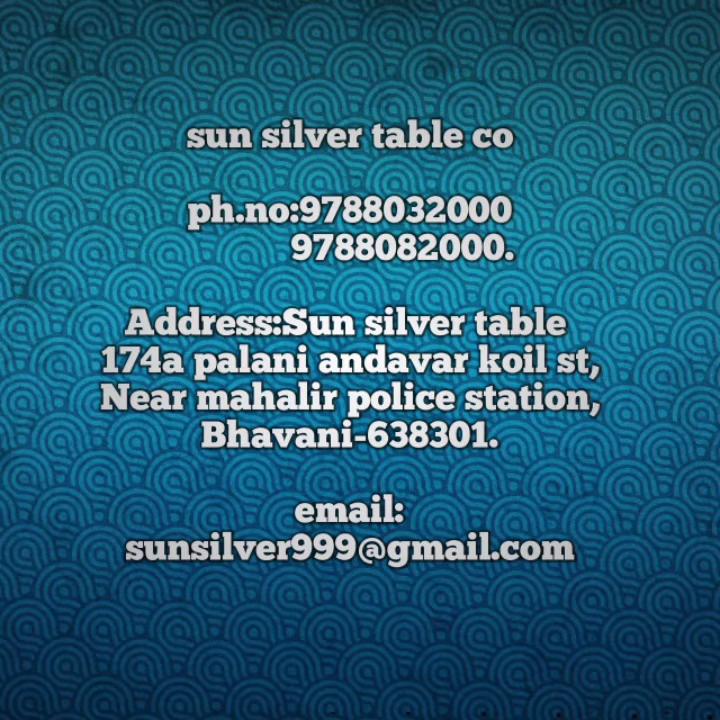 sun silver table co
ph.no:9788032000
9788082000.
Address:Sun silver table
174a palani andavar koil st,
Near mahalir police station,
Bhavani-638301.
email:
sunsilver999@gmail.com